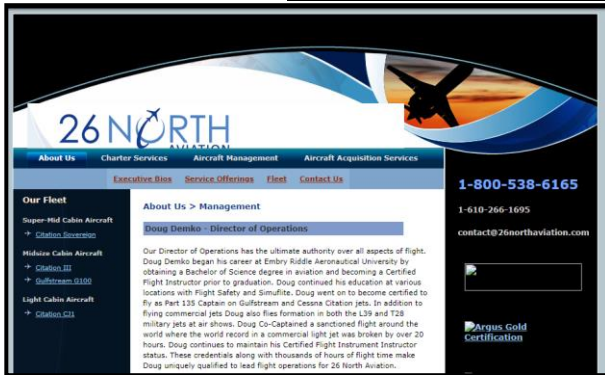 26 NORTH
AVIATION
About Us Charter Services Aircraft Management Aircraft Acquisition Services
Executive Bios Service Offerings Fleet Contact Us
Our Fleet
Super-Mid Cabin Aircraft
Citation Sovereign
Midsize Cabin Aircraft
Citation III
Gulfstream G100
Light Cabin Aircraft
Citation CJ1
About Us > Management
Doug Demko - Director of Operations
Our Director of Operations has the ultimate authority over all aspects of flight.
Doug Demko began his career at Embry Riddle Aeronautical University by
obtaining a Bachelor of Science degree in aviation and becoming a Certified
Flight Instructor prior to graduation. Doug continued his education at various
locations with Flight Safety and Simuflite. Doug went on to become certified to
fly as Part 135 Captain on Gulfstream and Cessna Citation jets. In addition to
flying commercial jets Doug also flies formation in both the L39 and T28
military jets at air shows. Doug Co-Captained a sanctioned flight around the
world where the world record in a commercial light jet was broken by over 20
hours. Doug continues to maintain his Certified Flight Instrument Instructor
status. These credentials along with thousands of hours of flight time make
Doug uniquely qualified to lead flight operations for 26 North Aviation.
1-800-538-6165
1-610-266-1695
contact@26northaviation.com
Argus Gold
Certification